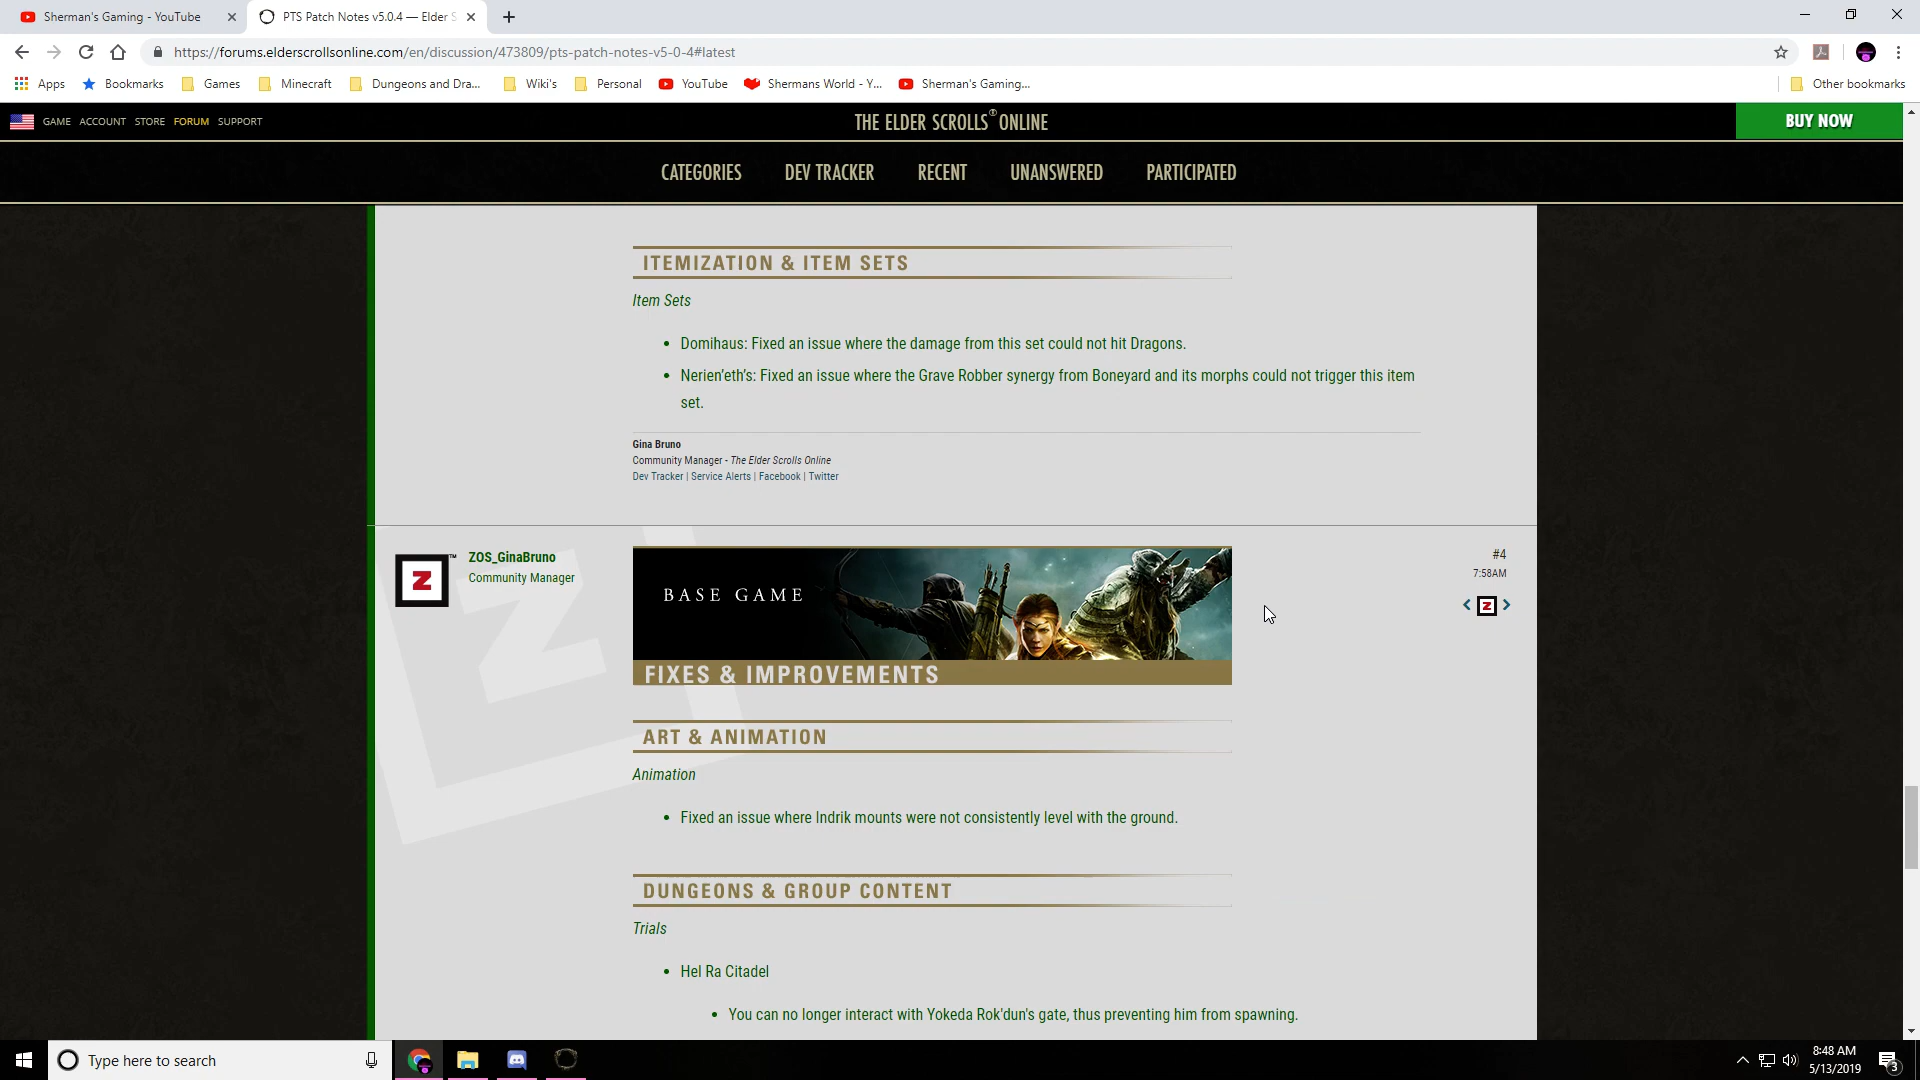 Sherman's Gaming - YouTube
PTS Patch Notes v5.0.4 — Elder S
https://forums.elderscrollsonline.com/en/discussion/473809/pts-patch-notes-v5-0-4#latest
Apps Bookmarks Games Minecraft Dungeons and Dra... Wiki's Personal YouTube Shermans World - Y... Sherman's Gaming... Other bookmarks
GAME ACCOUNT STORE FORUM SUPPORT
THE ELDER SCROLLS® ONLINE
BUY NOW
CATEGORIES DEV TRACKER RECENT UNANSWERED PARTICIPATED
ITEMIZATION & ITEM SETS
Item Sets
• Domihaus: Fixed an issue where the damage from this set could not hit Dragons.
• Nerien’eth’s: Fixed an issue where the Grave Robber synergy from Boneyard and its morphs could not trigger this item
set.
Gina Bruno
Community Manager - The Elder Scrolls Online
Dev Tracker | Service Alerts | Facebook | Twitter
Z™
ZOS_GinaBruno
Community Manager
#4
7:58AM
< Z >
BASE GAME
FIXES & IMPROVEMENTS
ART & ANIMATION
Animation
• Fixed an issue where Indrik mounts were not consistently level with the ground.
DUNGEONS & GROUP CONTENT
Trials
• Hel Ra Citadel
• You can no longer interact with Yokeda Rok'dun's gate, thus preventing him from spawning.
Type here to search
8:48 AM
5/13/2019
3